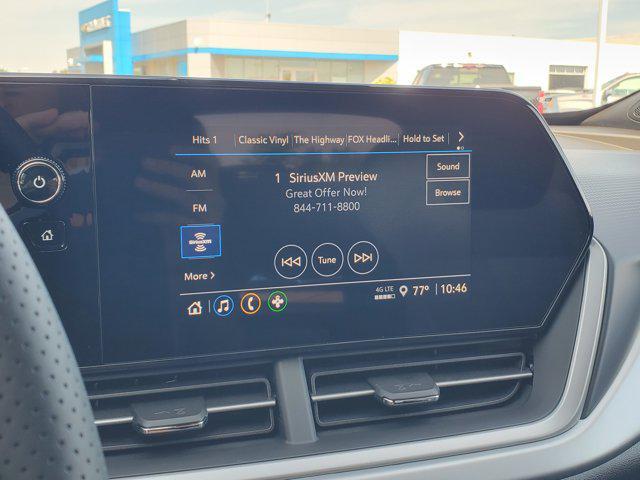 Hits 1 Classic Vinyl The Highway FOX Headli... Hold to Set
AM
1 SiriusXM Preview
Sound
Great Offer Now!
Browse
FM
844-711-8800
SiriusXM
Tune
More
4G LTE 77° 10:46